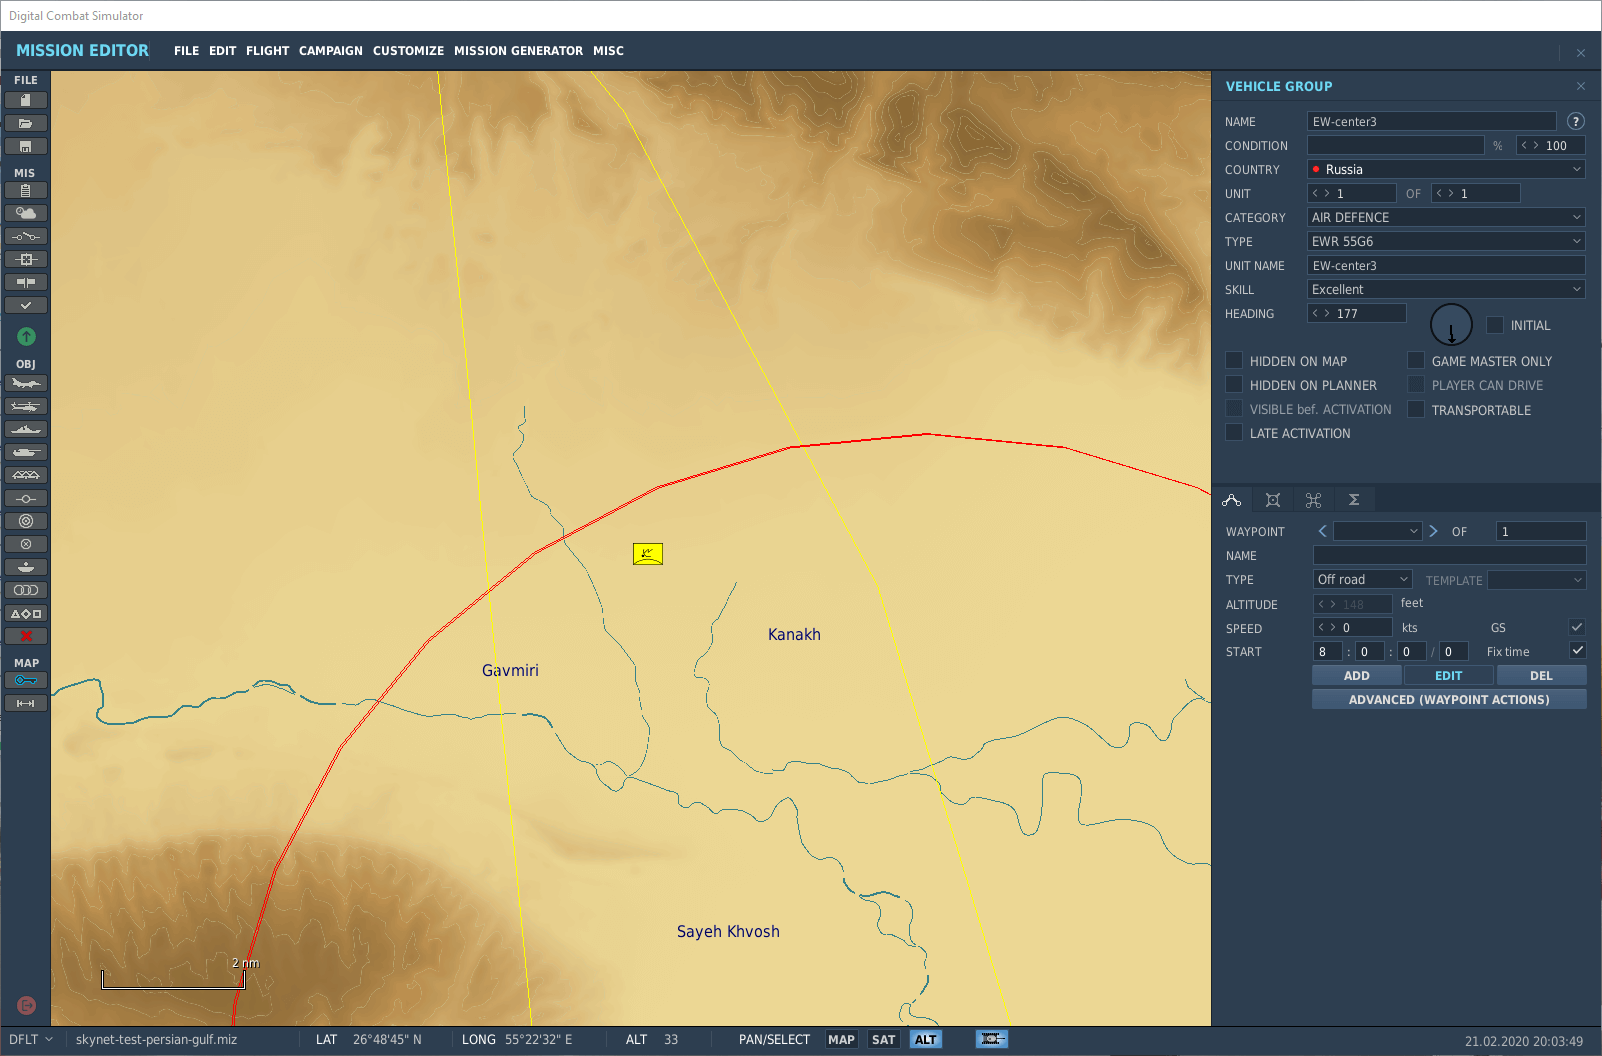 Digital Combat Simulator
MISSION EDITOR FILE EDIT FLIGHT CAMPAIGN CUSTOMIZE MISSION GENERATOR MISC
FILE
MIS
OBJ
MAP
Kanakh
Gavmiri
Sayeh Khvosh
2 nm
VEHICLE GROUP
NAME EW-center3 ?
CONDITION % < > 100
COUNTRY Russia
UNIT < > 1 OF < > 1
CATEGORY AIR DEFENCE
TYPE EWR 55G6
UNIT NAME EW-center3
SKILL Excellent
HEADING < > 177 INITIAL
HIDDEN ON MAP GAME MASTER ONLY
HIDDEN ON PLANNER PLAYER CAN DRIVE
VISIBLE bef. ACTIVATION TRANSPORTABLE
LATE ACTIVATION
WAYPOINT < > OF 1
NAME
TYPE Off road TEMPLATE
ALTITUDE < > 148 feet
SPEED < > 0 kts GS
START 8 : 0 : 0 / 0 Fix time
ADD EDIT DEL
ADVANCED (WAYPOINT ACTIONS)
DFLT skynet-test-persian-gulf.miz LAT 26°48'45" N LONG 55°22'32" E ALT 33 PAN/SELECT MAP SAT ALT 21.02.2020 20:03:49